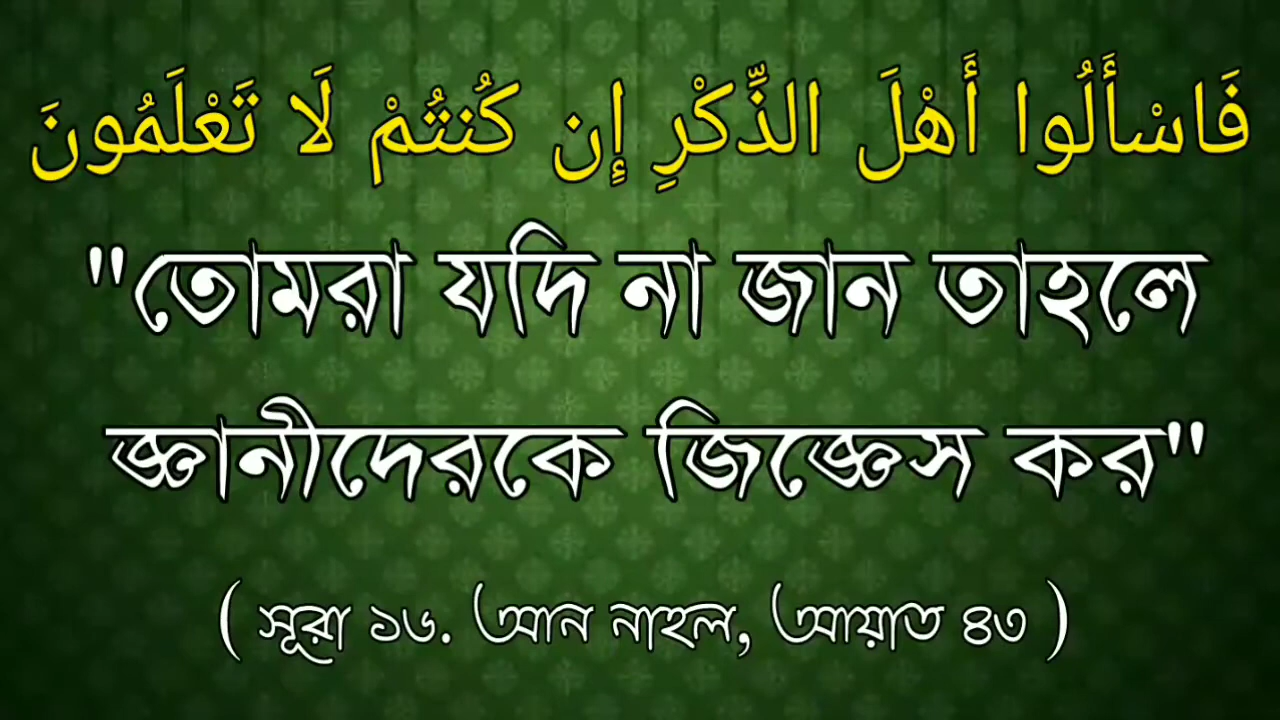 فَاسْأَلُوا أَهْلَ الذِّكْرِ إِن كُنتُمْ لَا تَعْلَمُونَ
"তোমরা যদি না জান তাহলে
জ্ঞানীদেরকে জিজ্ঞেস কর"
( সূরা ১৬. আন নাহল, আয়াত ৪৩ )